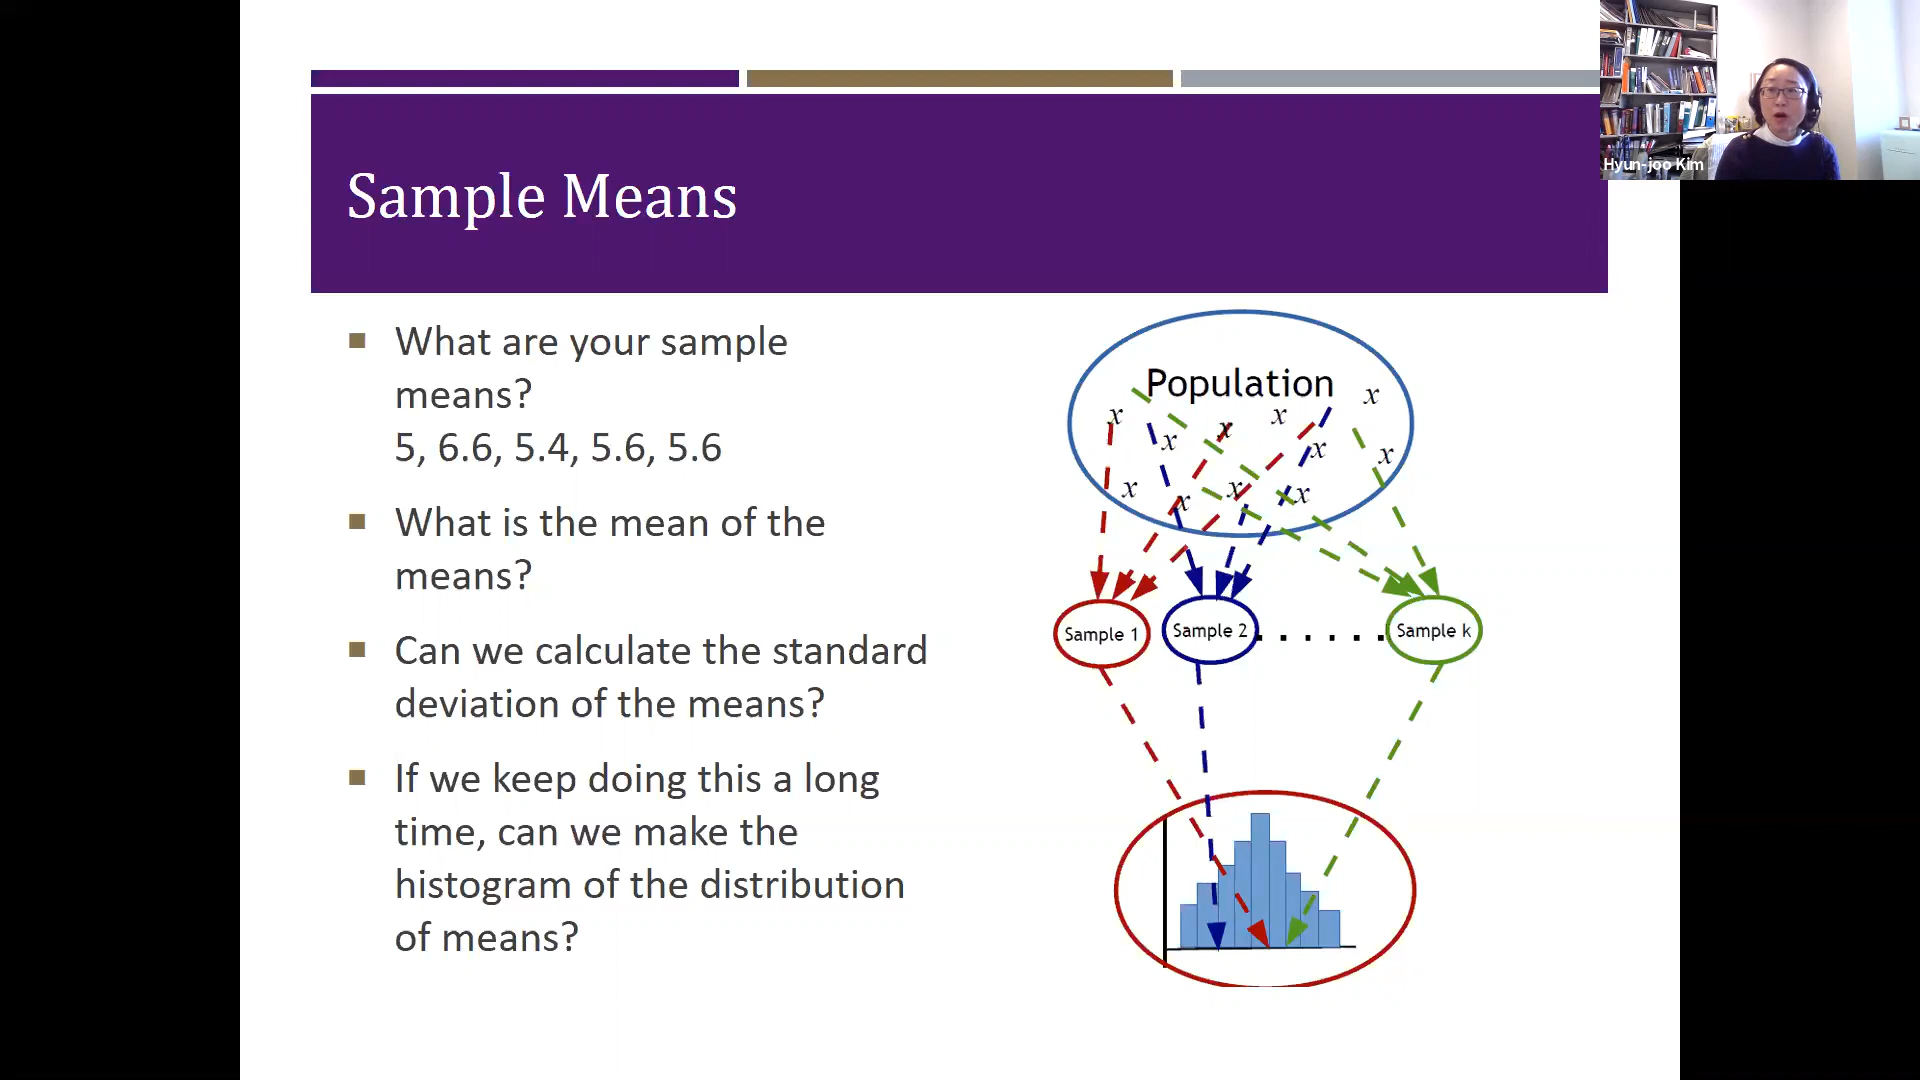 Hyun-joo Kim
Sample Means
What are your sample
means?
5, 6.6, 5.4, 5.6, 5.6
What is the mean of the
means?
Can we calculate the standard
deviation of the means?
If we keep doing this a long
time, can we make the
histogram of the distribution
of means?
Population
x
x
x
x
x
x
x
x
x
x
x
Sample 1
Sample 2
. . . . . .
Sample k